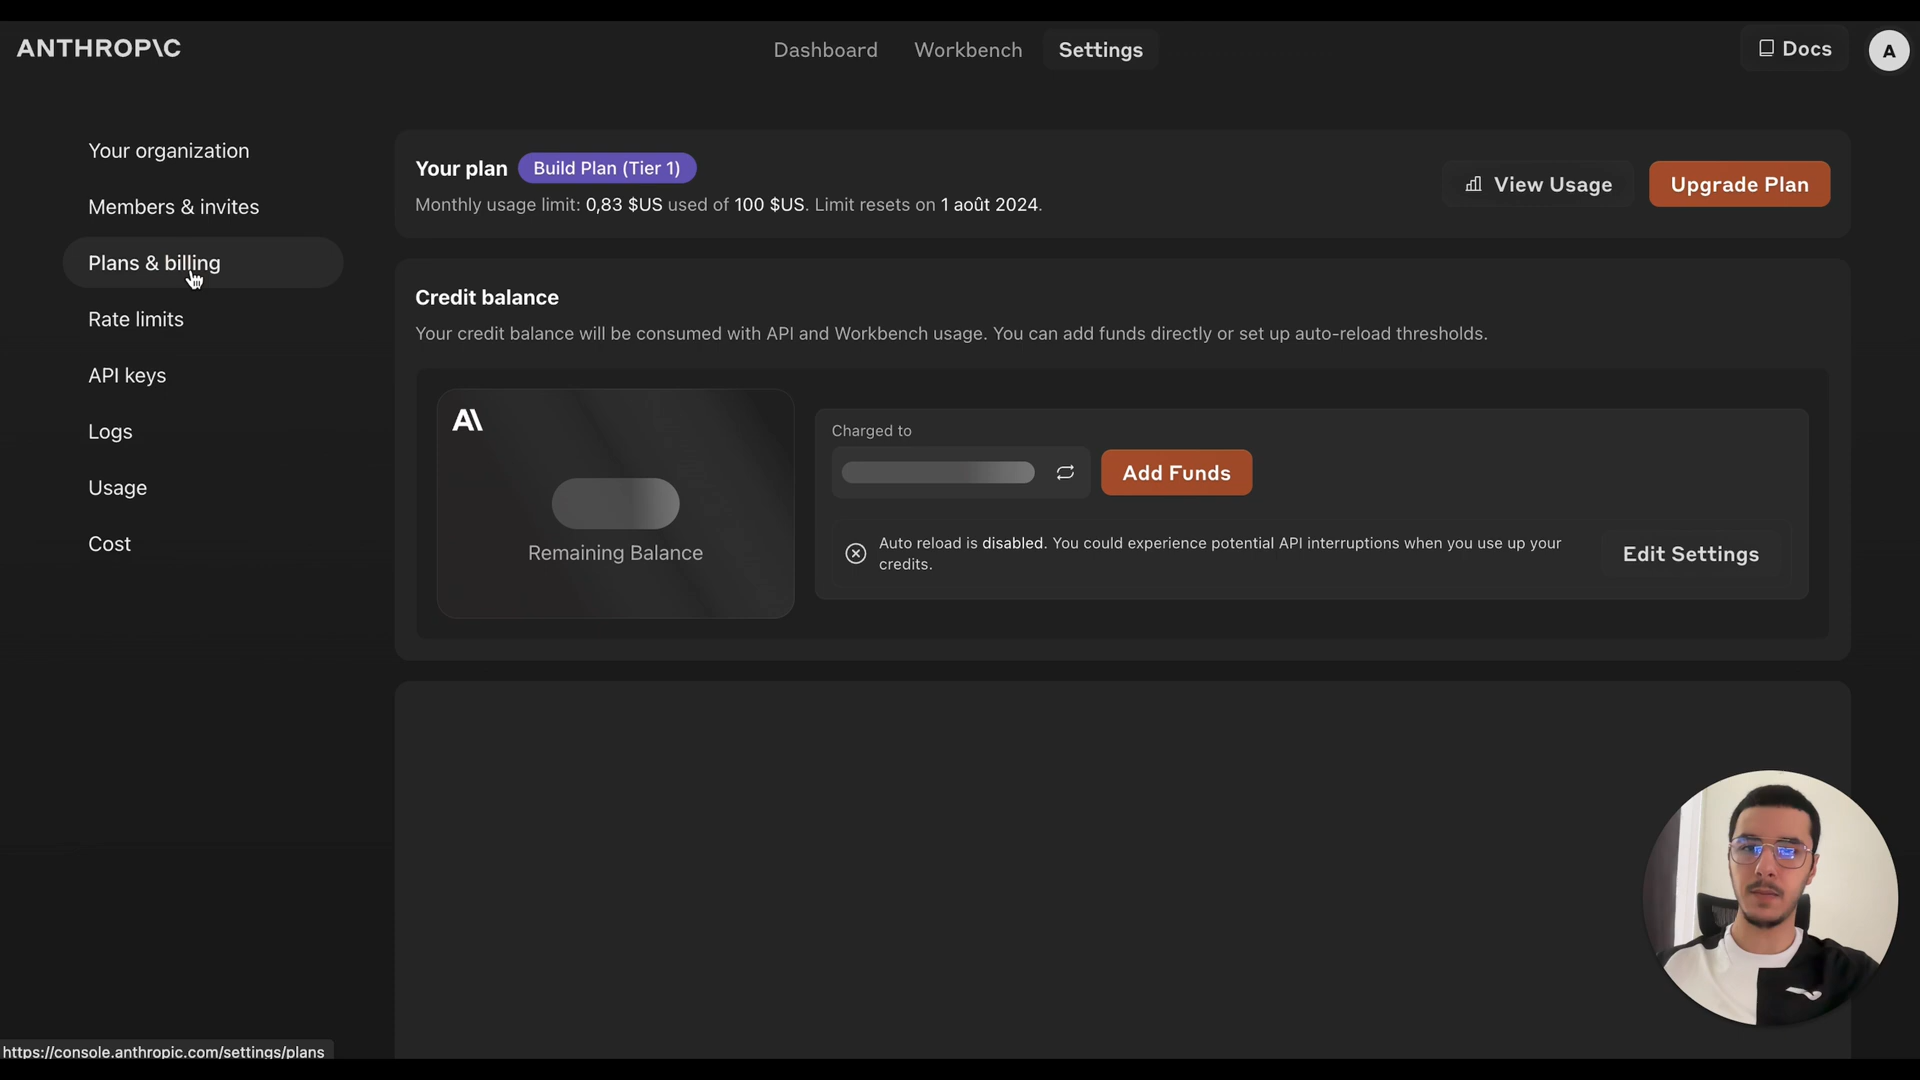 ANTHROP\C
Dashboard
Workbench
Settings
Docs
A
Your organization
Members & invites
Plans & billing
Rate limits
API keys
Logs
Usage
Cost
Your plan
Build Plan (Tier 1)
Monthly usage limit: 0,83 $US used of 100 $US. Limit resets on 1 août 2024.
View Usage
Upgrade Plan
Credit balance
Your credit balance will be consumed with API and Workbench usage. You can add funds directly or set up auto-reload thresholds.
A\
Remaining Balance
Charged to
Add Funds
Auto reload is disabled. You could experience potential API interruptions when you use up your
credits.
Edit Settings
https://console.anthropic.com/settings/plans